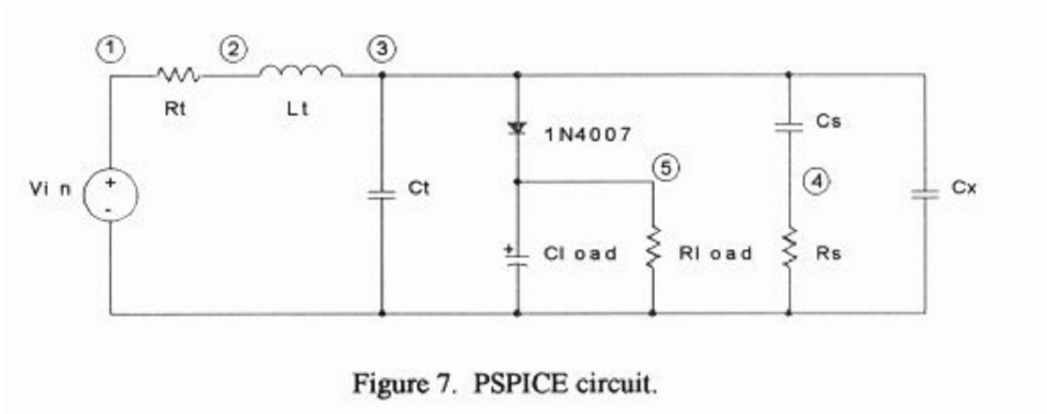 1 2 3
Rt Lt
1N4007 Cs
5
Vin + - Ct 4 Cx
+ Cload Rload Rs
Figure 7. PSPICE circuit.